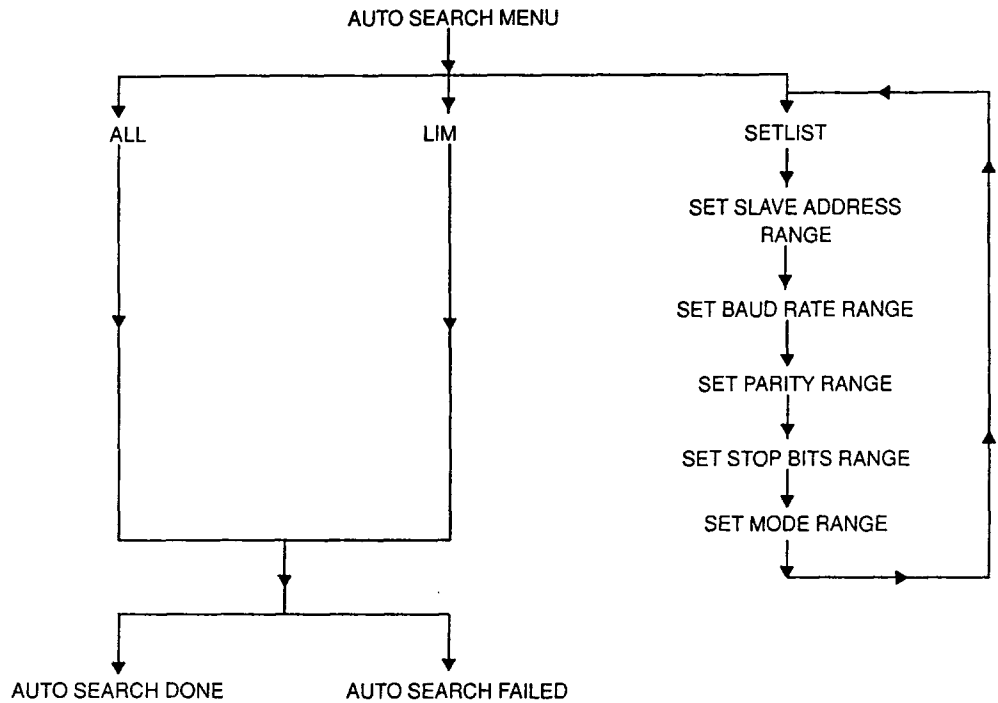 AUTO SEARCH MENU
ALL
LIM
SETLIST
SET SLAVE ADDRESS
RANGE
SET BAUD RATE RANGE
SET PARITY RANGE
SET STOP BITS RANGE
SET MODE RANGE
AUTO SEARCH DONE
AUTO SEARCH FAILED